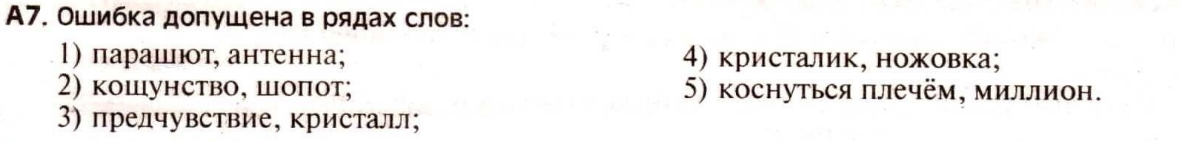 А7. Ошибка допущена в рядах слов:
1) парашют, антенна;
2) кощунство, шопот;
3) предчувствие, кристалл;
4) кристалик, ножовка;
5) коснуться плечём, миллион.